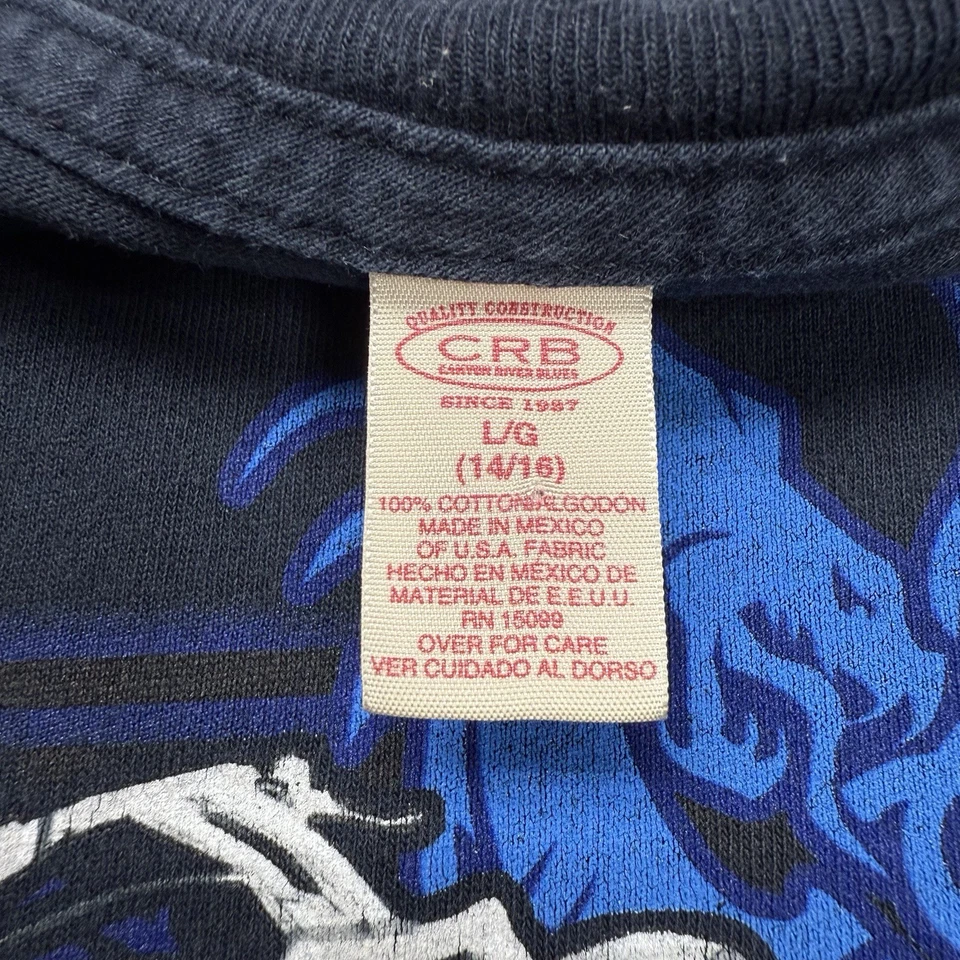 QUALITY CONSTRUCTION
CRB
CANYON RIVER BLUES
SINCE 1987
L/G
(14/16)
100% COTTON/ALGODON
MADE IN MEXICO
OF U.S.A. FABRIC
HECHO EN MÉXICO DE
MATERIAL DE E.E.U.U.
RN 15099
OVER FOR CARE
VER CUIDADO AL DORSO